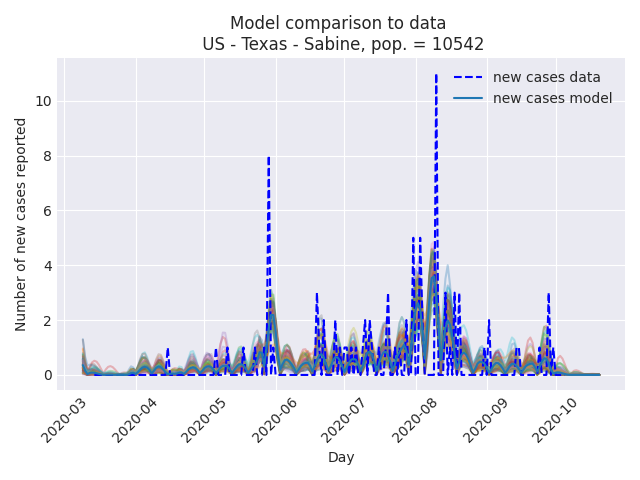 Model comparison to data
US - Texas - Sabine, pop. = 10542
new cases data
new cases model
Number of new cases reported
10
8
6
4
2
0
2020-03
2020-04
2020-05
2020-06
2020-07
2020-08
2020-09
2020-10
Day